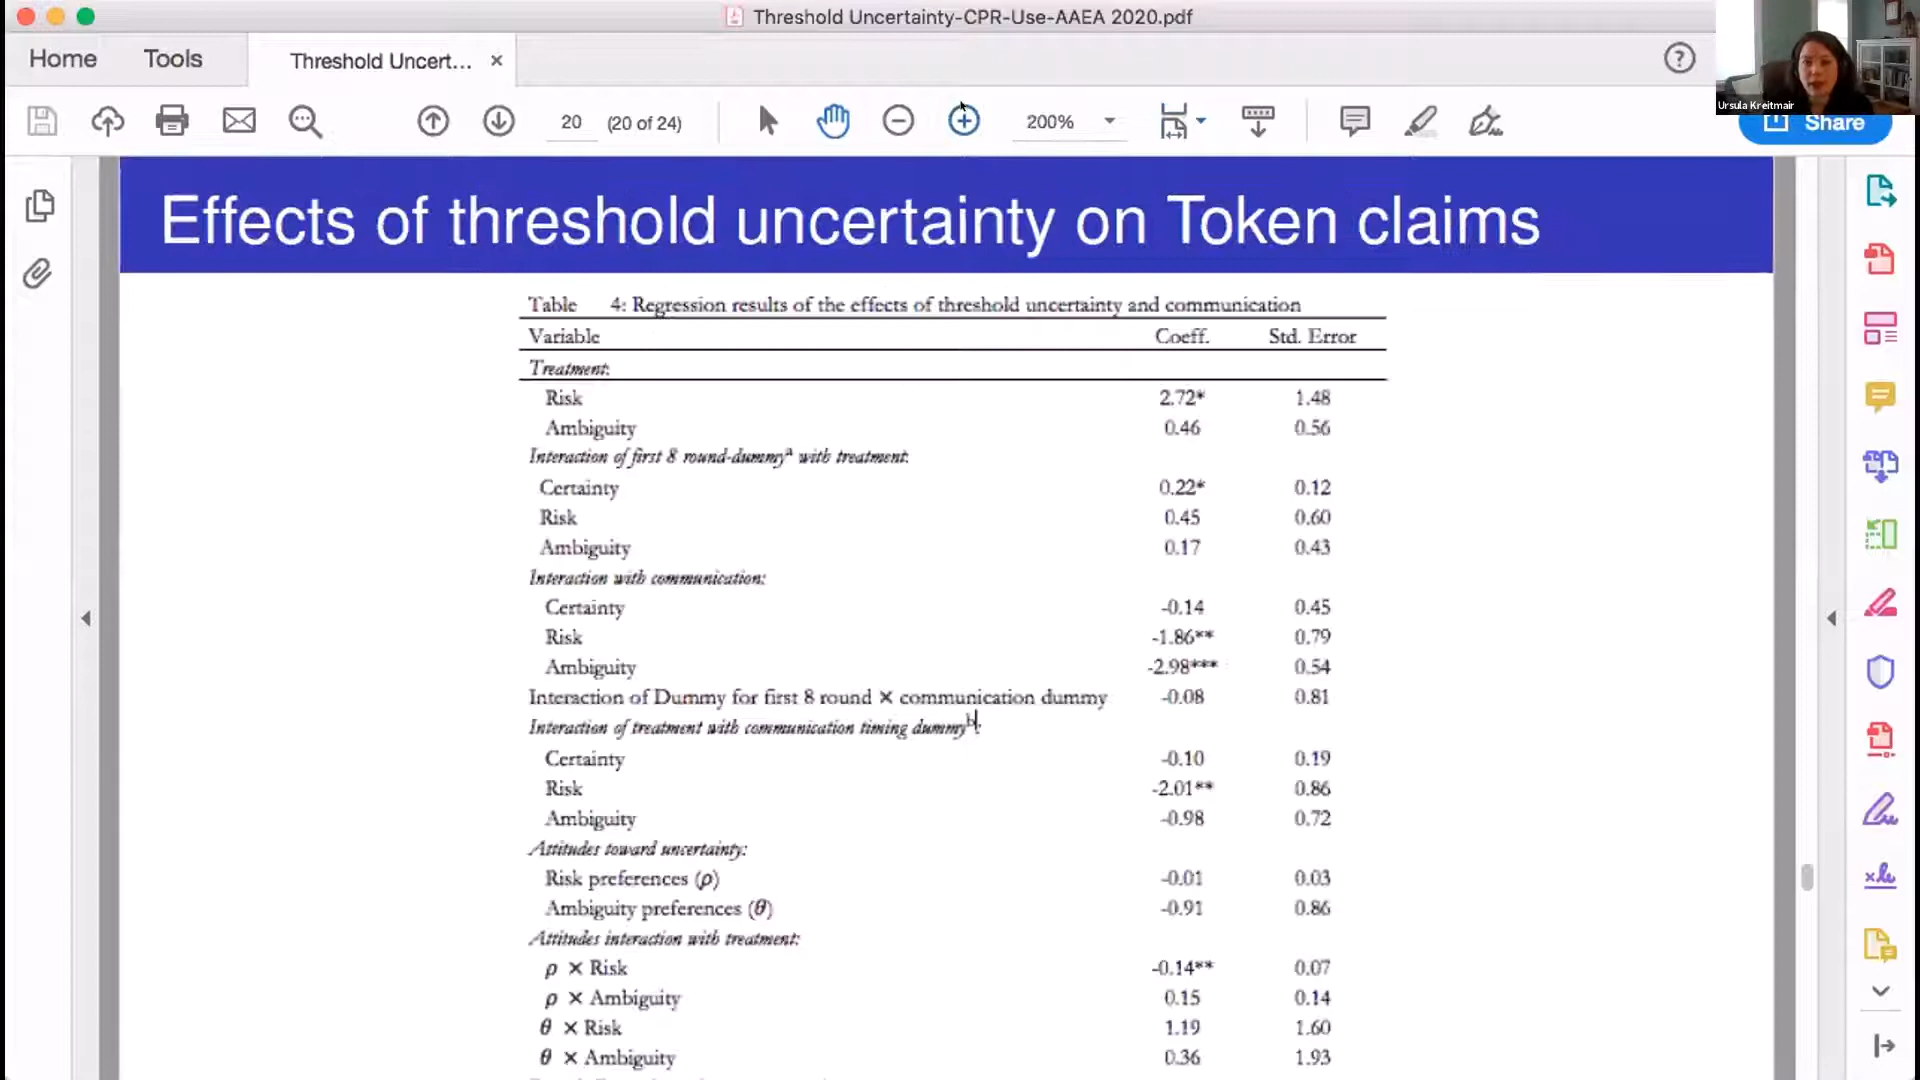 Threshold Uncertainty-CPR-Use-AAEA 2020.pdf
Home Tools Threshold Uncert... ×
Ursula Kreitmair
20 (20 of 24) 200%
Share
Effects of threshold uncertainty on Token claims
Table 4: Regression results of the effects of threshold uncertainty and communication
Variable Coeff. Std. Error
Treatment:
Risk 2.72* 1.48
Ambiguity 0.46 0.56
Interaction of first 8 round-dummyª with treatment:
Certainty 0.22* 0.12
Risk 0.45 0.60
Ambiguity 0.17 0.43
Interaction with communication:
Certainty -0.14 0.45
Risk -1.86** 0.79
Ambiguity -2.98*** 0.54
Interaction of Dummy for first 8 round × communication dummy -0.08 0.81
Interaction of treatment with communication timing dummyᵇ:
Certainty -0.10 0.19
Risk -2.01** 0.86
Ambiguity -0.98 0.72
Attitudes toward uncertainty:
Risk preferences (ρ) -0.01 0.03
Ambiguity preferences (θ) -0.91 0.86
Attitudes interaction with treatment:
ρ × Risk -0.14** 0.07
ρ × Ambiguity 0.15 0.14
θ × Risk 1.19 1.60
θ × Ambiguity 0.36 1.93